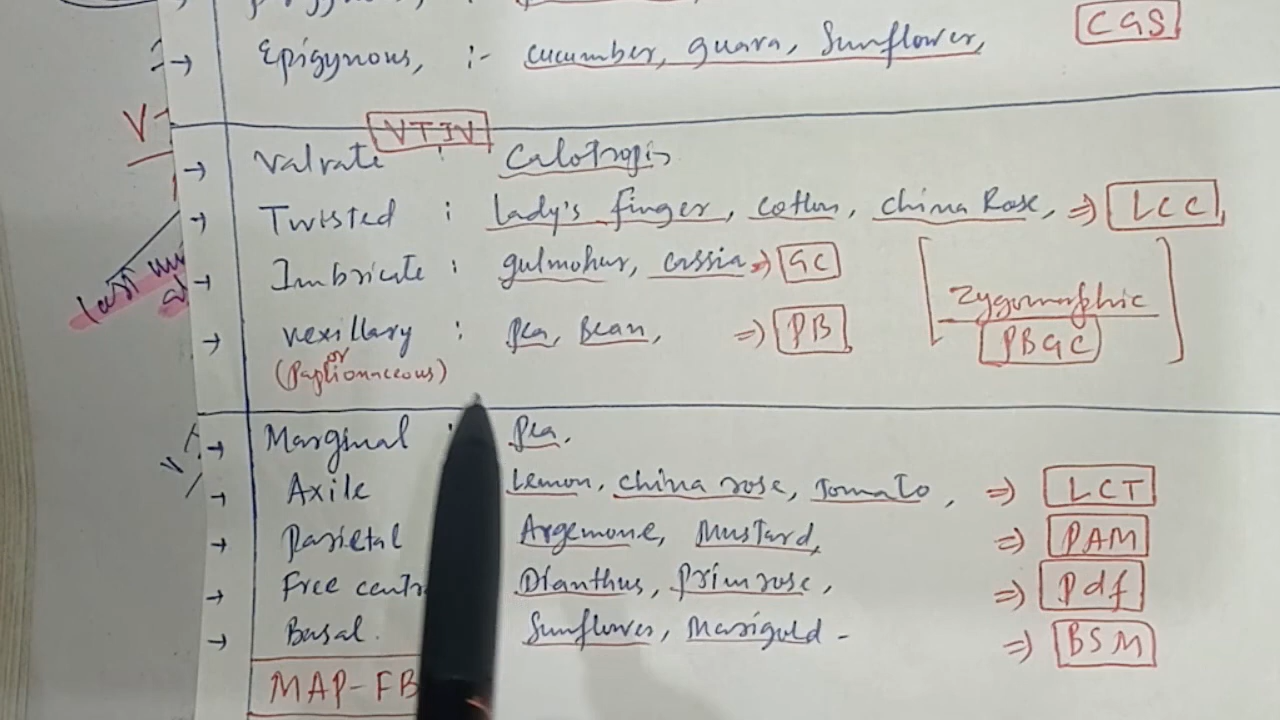 Epigynous, :- cucumber, guava, Sunflower, CGS
VTIV
Valvate : Calotropis
→ Twisted : lady's finger, cotton, china Rose, ⇒ LCC,
→ Imbricate : gulmohur, cassia ⇒ GC
Zygomorphic
PBGC
→ vexillary : Pea, Bean, ⇒ PB
or
(Paplionaceous)
→ Marginal : Pea.
→ Axile Lemon, china rose, Tomato, ⇒ LCT
→ Parietal Argemone, Mustard, ⇒ PAM
→ Free centr Dianthus, primrose, ⇒ Pdf
→ Basal. Sunflower, Marigold - ⇒ BSM
MAP-FB